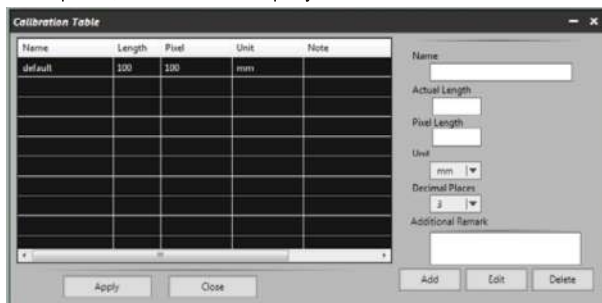 Calibration Table
Name Length Pixel Unit Note
default 100 100 mm
Name
Actual Length
Pixel Length
Unit
mm
Decimal Places
3
Additional Remark
Apply Close
Add Edit Delete